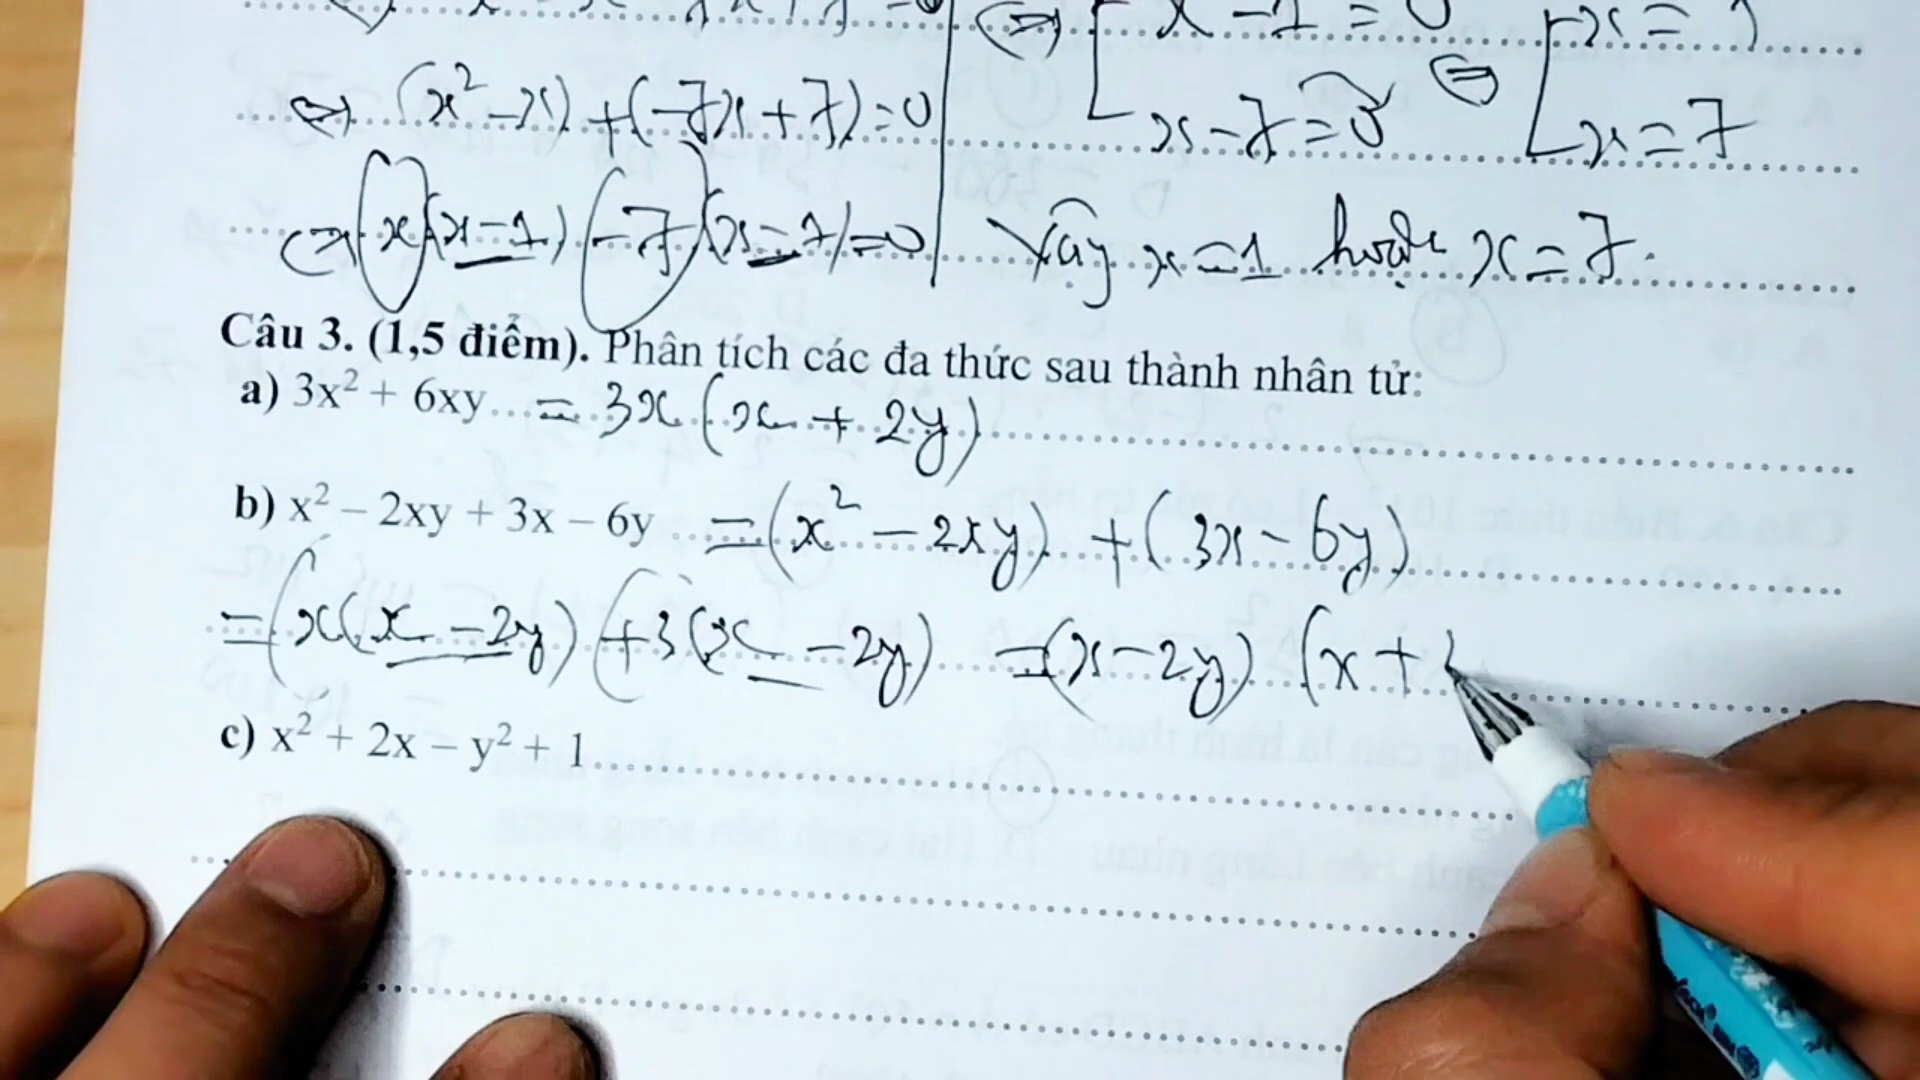 ⇔ x - 1 = 0 ⇔ x = 1
⇔ (x² - x) + (-7x + 7) = 0
x - 7 = 0 x = 7
⇔ x(x - 1) - 7(x - 1) = 0
Vậy x = 1 hoặc x = 7.
Câu 3. (1,5 điểm). Phân tích các đa thức sau thành nhân tử:
a) 3x² + 6xy = 3x(x + 2y)
b) x² – 2xy + 3x – 6y = (x² - 2xy) + (3x - 6y)
= x(x - 2y) + 3(x - 2y) = (x - 2y) (x +
c) x² + 2x – y² + 1